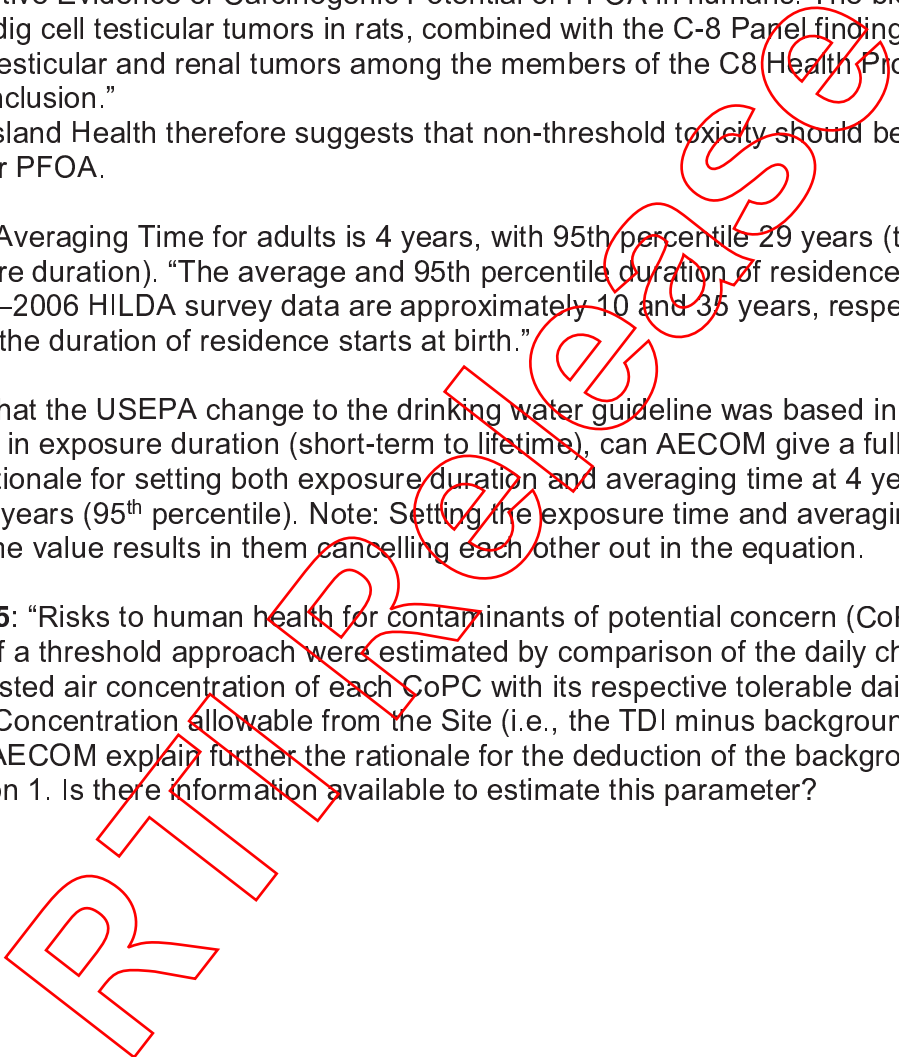 tive Evidence of Carcinogenic Potential of PFOA in humans. The
dig cell testicular tumors in rats, combined with the C-8 Panel finding
esticular and renal tumors among the members of the C8 Health Pro
nclusion.”
sland Health therefore suggests that non-threshold toxicity should be
r PFOA.
Averaging Time for adults is 4 years, with 95th percentile 29 years (t
re duration). “The average and 95th percentile duration of residence
–2006 HILDA survey data are approximately 10 and 35 years, respe
the duration of residence starts at birth.”
hat the USEPA change to the drinking water guideline was based in
in exposure duration (short-term to lifetime), can AECOM give a full
tionale for setting both exposure duration and averaging time at 4 ye
years (95th percentile). Note: Setting the exposure time and averagin
ne value results in them cancelling each other out in the equation.
5: “Risks to human health for contaminants of potential concern (CoP
f a threshold approach were estimated by comparison of the daily ch
sted air concentration of each CoPC with its respective tolerable dai
Concentration allowable from the Site (i.e., the TDI minus backgroun
AECOM explain further the rationale for the deduction of the backgro
on 1. Is there information available to estimate this parameter?
RTI Release